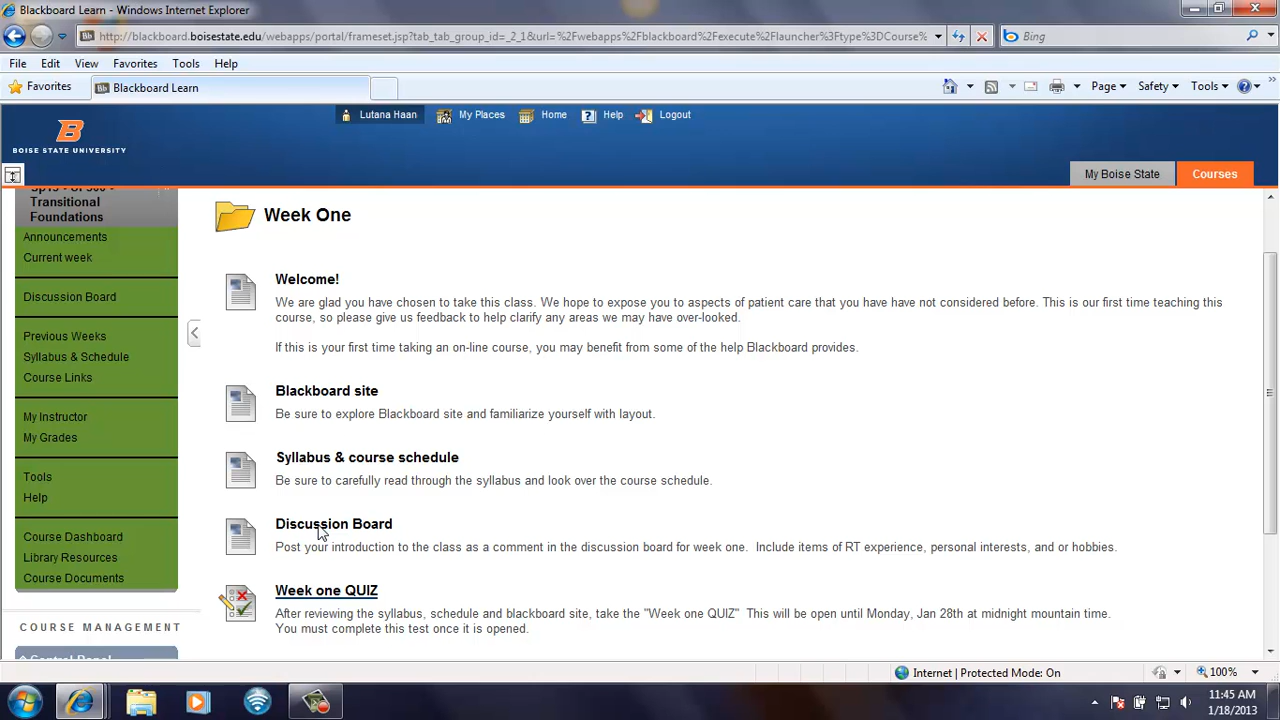 Blackboard Learn - Windows Internet Explorer
http://blackboard.boisestate.edu/webapps/portal/frameset.jsp?tab_tab_group_id=_2_1&url=%2Fwebapps%2Fblackboard%2Fexecute%2Flauncher%3Ftype%3DCourse%
Bing
File Edit View Favorites Tools Help
Favorites
Blackboard Learn
Page
Safety
Tools
Lutana Haan
My Places
Home
Help
Logout
B
BOISE STATE UNIVERSITY
My Boise State
Courses
Transitional
Foundations
Announcements
Current week
Discussion Board
Previous Weeks
Syllabus & Schedule
Course Links
My Instructor
My Grades
Tools
Help
Course Dashboard
Library Resources
Course Documents
COURSE MANAGEMENT
Control Panel
Week One
Welcome!
We are glad you have chosen to take this class. We hope to expose you to aspects of patient care that you have have not considered before. This is our first time teaching this
course, so please give us feedback to help clarify any areas we may have over-looked.
If this is your first time taking an on-line course, you may benefit from some of the help Blackboard provides.
Blackboard site
Be sure to explore Blackboard site and familiarize yourself with layout.
Syllabus & course schedule
Be sure to carefully read through the syllabus and look over the course schedule.
Discussion Board
Post your introduction to the class as a comment in the discussion board for week one. Include items of RT experience, personal interests, and or hobbies.
Week one QUIZ
After reviewing the syllabus, schedule and blackboard site, take the "Week one QUIZ" This will be open until Monday, Jan 28th at midnight mountain time.
You must complete this test once it is opened.
Internet | Protected Mode: On
100%
11:45 AM
1/18/2013